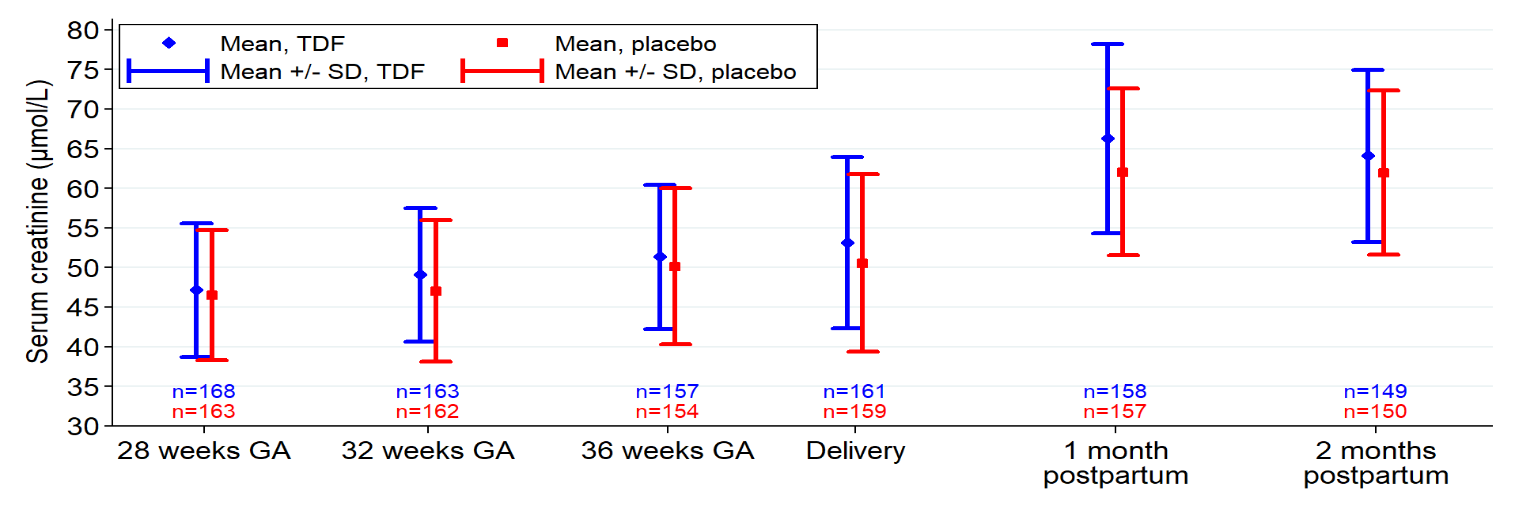 80
75
70
65
60
55
50
45
40
35
30
Serum creatinine (μmol/L)
Mean, TDF
Mean, placebo
Mean +/- SD, TDF
Mean +/- SD, placebo
n=168
n=163
n=163
n=162
n=157
n=154
n=161
n=159
n=158
n=157
n=149
n=150
28 weeks GA
32 weeks GA
36 weeks GA
Delivery
1 month
postpartum
2 months
postpartum